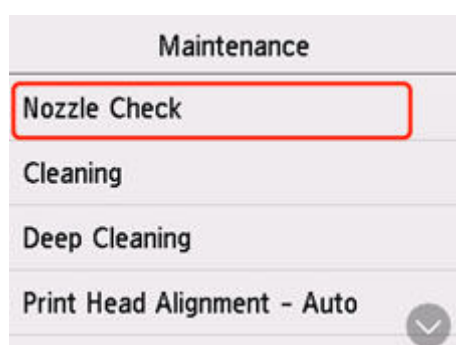 Maintenance
Nozzle Check
Cleaning
Deep Cleaning
Print Head Alignment - Auto